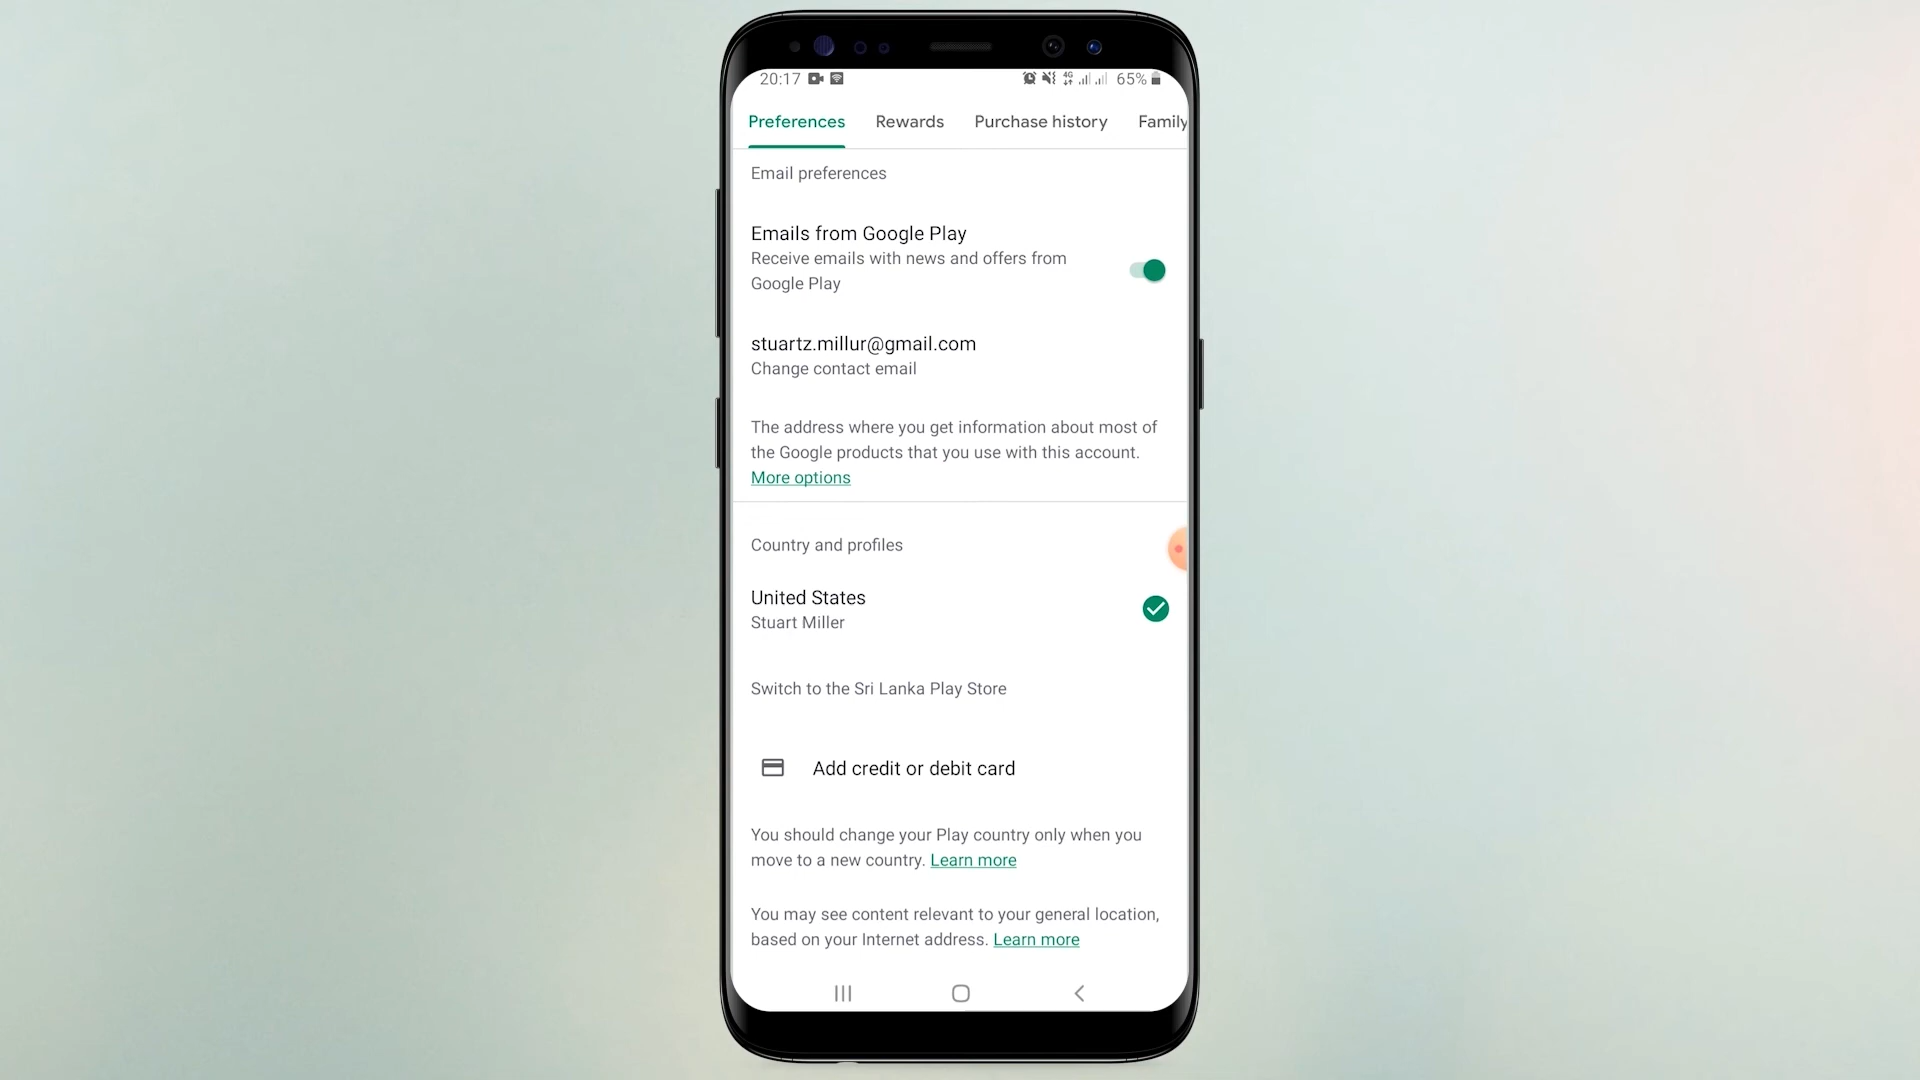 20:17 4G 65%
Preferences Rewards Purchase history Family
Email preferences
Emails from Google Play
Receive emails with news and offers from
Google Play
stuartz.millur@gmail.com
Change contact email
The address where you get information about most of
the Google products that you use with this account.
More options
Country and profiles
United States
Stuart Miller
Switch to the Sri Lanka Play Store
Add credit or debit card
You should change your Play country only when you
move to a new country. Learn more
You may see content relevant to your general location,
based on your Internet address. Learn more